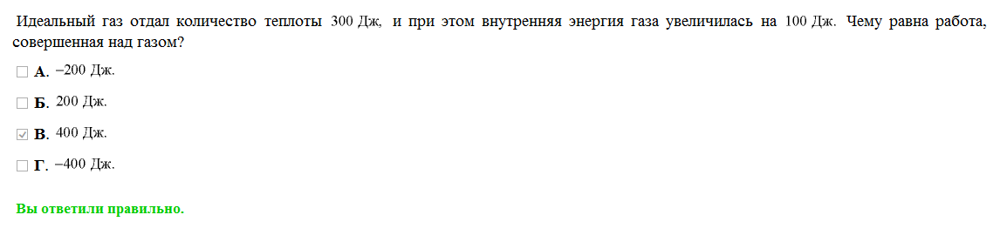 Идеальный газ отдал количество теплоты 300 Дж, и при этом внутренняя энергия газа увеличилась на 100 Дж. Чему равна работа,
совершенная над газом?
А. –200 Дж.
Б. 200 Дж.
В. 400 Дж.
Г. –400 Дж.
Вы ответили правильно.